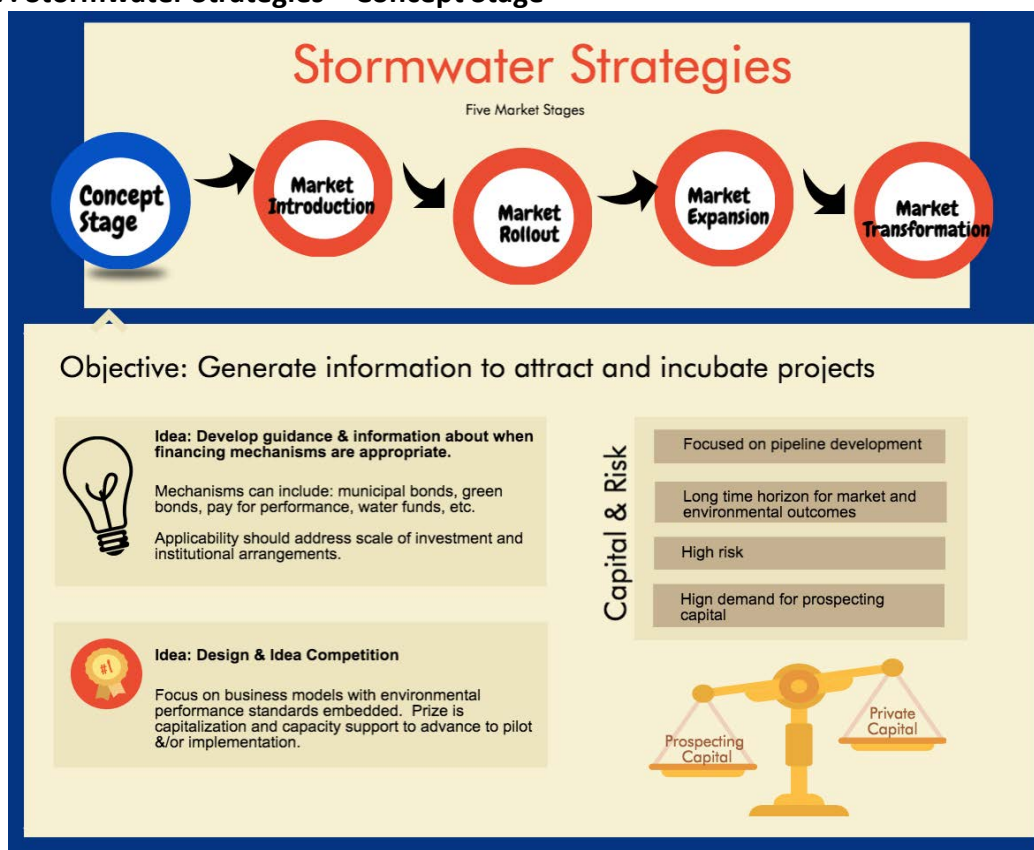 Stormwater Strategies – Concept Stage
Stormwater Strategies
Five Market Stages
Concept
Stage
Market
Introduction
Market
Rollout
Market
Expansion
Market
Transformation
Objective: Generate information to attract and incubate projects
Idea: Develop guidance & information about when
financing mechanisms are appropriate.
Mechanisms can include: municipal bonds, green
bonds, pay for performance, water funds, etc.
Applicability should address scale of investment and
institutional arrangements.
#1
Idea: Design & Idea Competition
Focus on business models with environmental
performance standards embedded.  Prize is
capitalization and capacity support to advance to pilot
&/or implementation.
Capital & Risk
Focused on pipeline development
Long time horizon for market and
environmental outcomes
High risk
Hign demand for prospecting
capital
Prospecting
Capital
Private
Capital